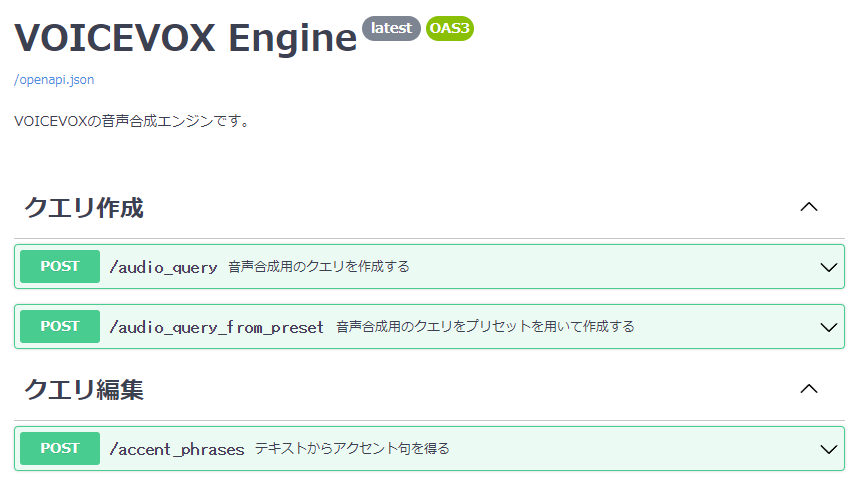 VOICEVOX Engine latest OAS3
/openapi.json
VOICEVOXの音声合成エンジンです。
クエリ作成
POST /audio_query 音声合成用のクエリを作成する
POST /audio_query_from_preset 音声合成用のクエリをプリセットを用いて作成する
クエリ編集
POST /accent_phrases テキストからアクセント句を得る